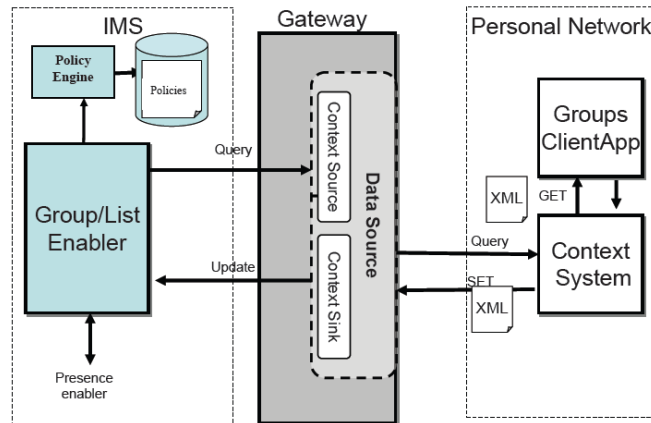 IMS
Policy
Engine
Policies
Group/List
Enabler
Presence
enabler
Query
Update
Gateway
Context Source
Context Sink
Data Source
Query
SET
XML
Personal Network
Groups
ClientApp
XML
GET
Context
System